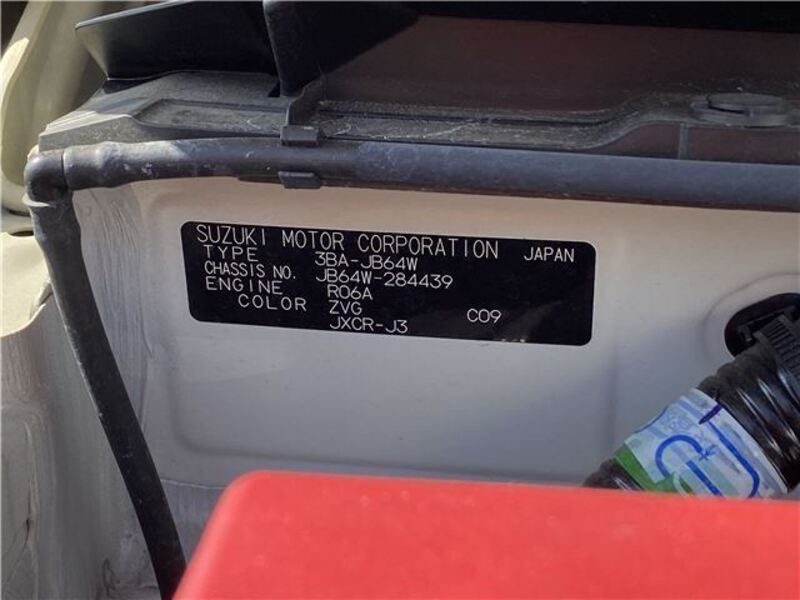 SUZUKI MOTOR CORPORATION JAPAN
TYPE 3BA-JB64W
CHASSIS NO. JB64W-284439
ENGINE R06A
COLOR ZVG C09
JXCR-J3